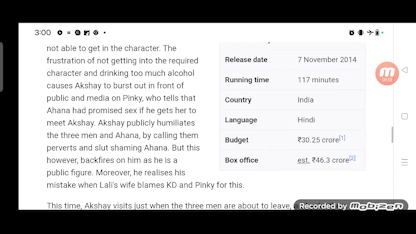 3:00
not able to get in the character. The
frustration of not getting into the required
character and drinking too much alcohol
causes Akshay to burst out in front of
public and media on Pinky, who tells that
Ahana had promised sex if he gets her to
meet Akshay. Akshay publicly humiliates
the three men and Ahana, by calling them
perverts and slut shaming Ahana. But this
however, backfires on him as he is a
public figure. Moreover, he realises his
mistake when Lali's wife blames KD and Pinky for this.
This time, Akshay visits just when the three men are about to leave,
Release date 7 November 2014
Running time 117 minutes
Country India
Language Hindi
Budget ₹30.25 crore[1]
Box office est. ₹46.3 crore[2]
Recorded by Mobizen